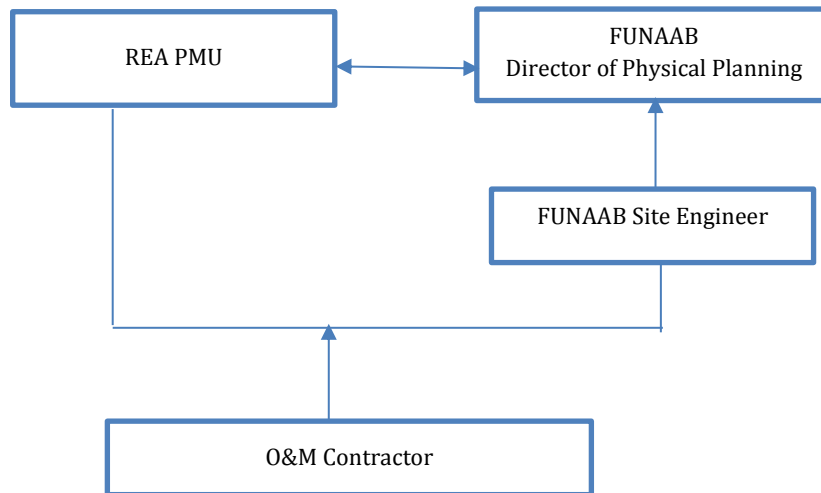 REA PMU
FUNAAB
Director of Physical Planning
FUNAAB Site Engineer
O&M Contractor